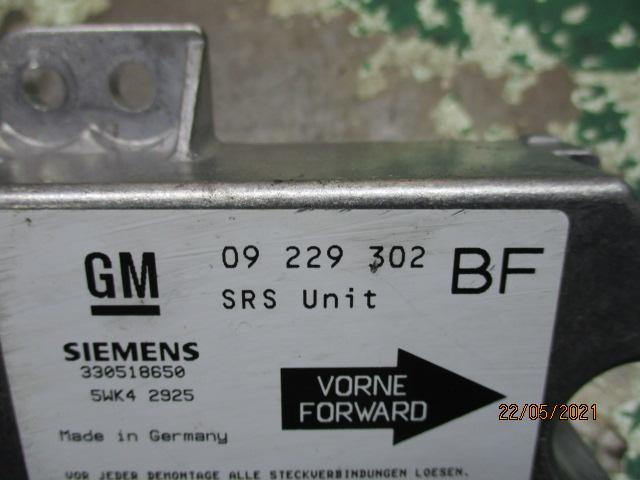 GM 09 229 302 BF
SRS Unit
SIEMENS
330518650
5WK4 2925
VORNE
FORWARD
22/05/2021
Made in Germany
VOR JEDER DEMONTAGE ALLE STECKVERBINDUNGEN LOESEN.